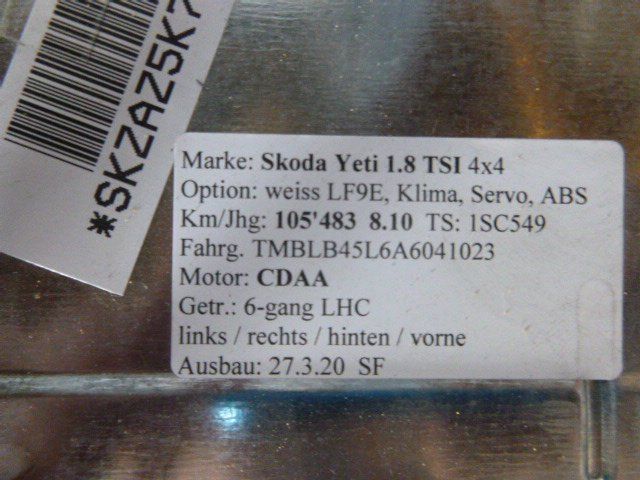 *SKZAZ5K7
Marke: Skoda Yeti 1.8 TSI 4x4
Option: weiss LF9E, Klima, Servo, ABS
Km/Jhg: 105'483 8.10 TS: 1SC549
Fahrg. TMBLB45L6A6041023
Motor: CDAA
Getr.: 6-gang LHC
links / rechts / hinten / vorne
Ausbau: 27.3.20 SF